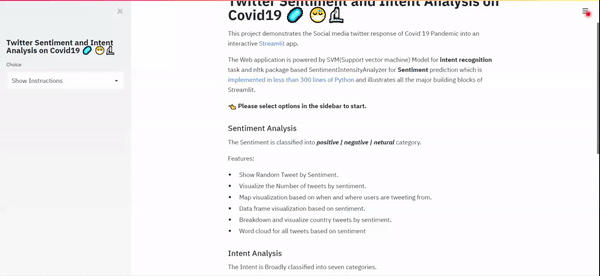 Twitter Sentiment and Intent Analysis on
Covid19
Twitter Sentiment and Intent
Analysis on Covid19
Choice
Show Instructions
This project demonstrates the Social media twitter response of Covid 19 Pandemic into an
interactive Streamlit app.
The Web application is powered by SVM(Support vector machine) Model for intent recognition
task and nltk package based SentimentIntensityAnalyzer for Sentiment prediction which is
implemented in less than 300 lines of Python and illustrates all the major building blocks of
Streamlit.
👈 Please select options in the sidebar to start.
Sentiment Analysis
The Sentiment is classified into positive | negative | netural category.
Features:
• Show Random Tweet by Sentiment.
• Visualize the Number of tweets by sentiment.
• Map visualization based on when and where users are tweeting from.
• Data frame visualization based on sentiment.
• Breakdown and visualize country tweets by sentiment.
• Word cloud for all tweets based on sentiment
Intent Analysis
The Intent is Broadly classified into seven categories.